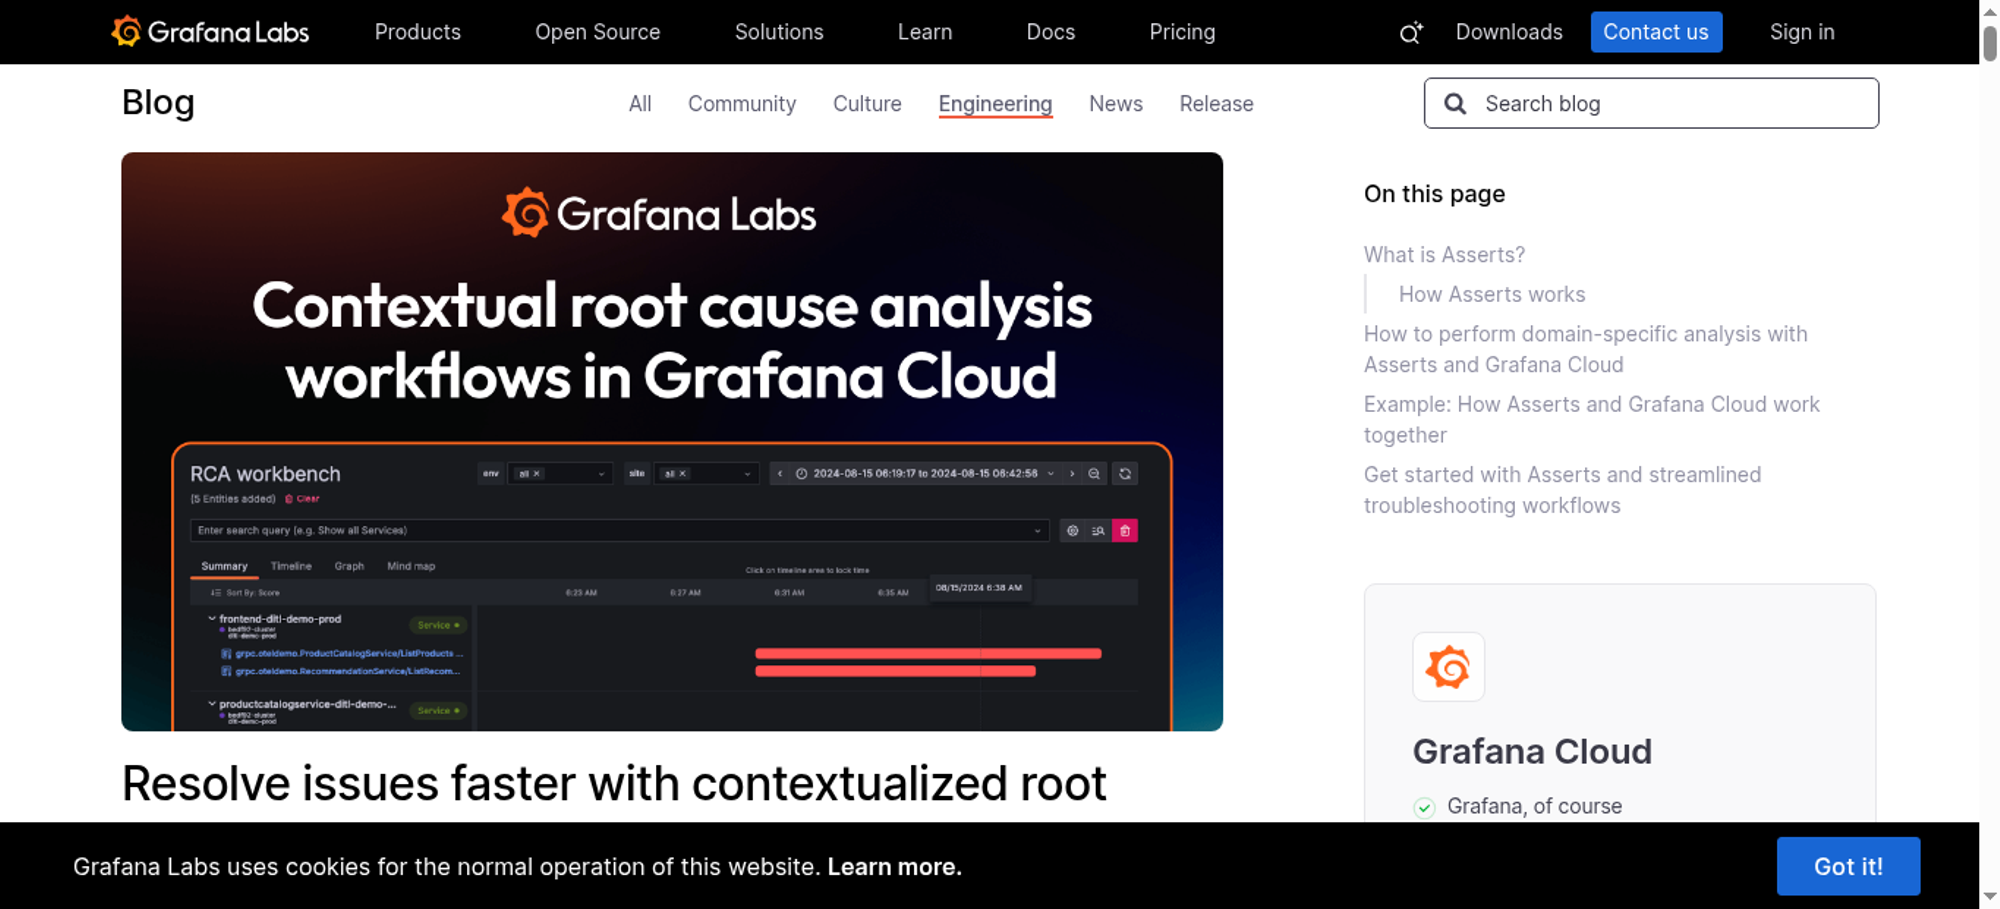 Grafana Labs
Products
Open Source
Solutions
Learn
Docs
Pricing
Downloads
Contact us
Sign in
Blog
All
Community
Culture
Engineering
News
Release
Search blog
Grafana Labs
Contextual root cause analysis
workflows in Grafana Cloud
RCA workbench
(5 Entities added)
Clear
env
all ×
site
all ×
2024-08-15 06:19:17 to 2024-08-15 06:42:56
Enter search query (e.g. Show all Services)
Summary
Timeline
Graph
Mind map
Click on timeline area to lock time
Sort By: Score
6:23 AM
6:27 AM
6:31 AM
6:35 AM
08/15/2024 6:38 AM
frontend-ditl-demo-prod
ditl-demo-prod
Service
grpc.oteldemo.ProductCatalogService/ListProducts ...
grpc.oteldemo.RecommendationService/ListRecom...
productcatalogservice-ditl-demo-...
ditl-demo-prod
Service
Resolve issues faster with contextualized root
On this page
What is Asserts?
How Asserts works
How to perform domain-specific analysis with
Asserts and Grafana Cloud
Example: How Asserts and Grafana Cloud work
together
Get started with Asserts and streamlined
troubleshooting workflows
Grafana Cloud
Grafana, of course
Grafana Labs uses cookies for the normal operation of this website. Learn more.
Got it!